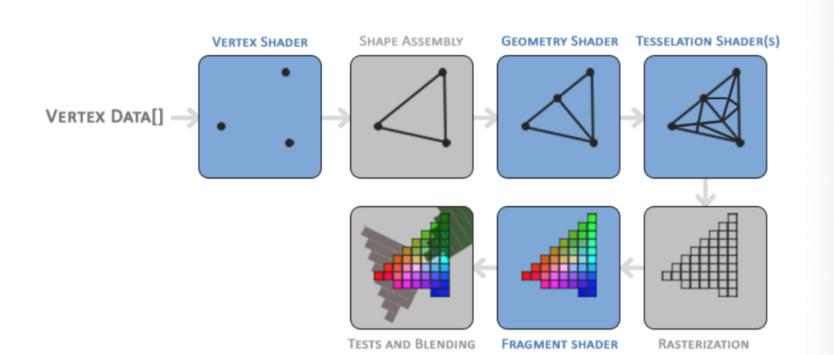 Vertex Shader
Shape Assembly
Geometry Shader
Tesselation Shader(s)
Vertex Data[]
Tests and Blending
Fragment shader
Rasterization